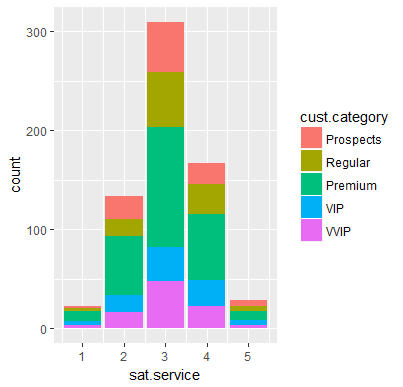 300
200
100
0
count
1 2 3 4 5
sat.service
cust.category
Prospects
Regular
Premium
VIP
VVIP